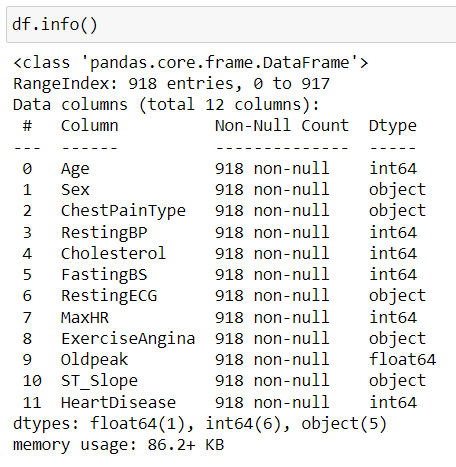 df.info()
<class 'pandas.core.frame.DataFrame'>
RangeIndex: 918 entries, 0 to 917
Data columns (total 12 columns):
 #   Column          Non-Null Count  Dtype
---  ------          --------------  -----
 0   Age             918 non-null    int64
 1   Sex             918 non-null    object
 2   ChestPainType   918 non-null    object
 3   RestingBP       918 non-null    int64
 4   Cholesterol     918 non-null    int64
 5   FastingBS       918 non-null    int64
 6   RestingECG      918 non-null    object
 7   MaxHR           918 non-null    int64
 8   ExerciseAngina  918 non-null    object
 9   Oldpeak         918 non-null    float64
 10  ST_Slope        918 non-null    object
 11  HeartDisease    918 non-null    int64
dtypes: float64(1), int64(6), object(5)
memory usage: 86.2+ KB